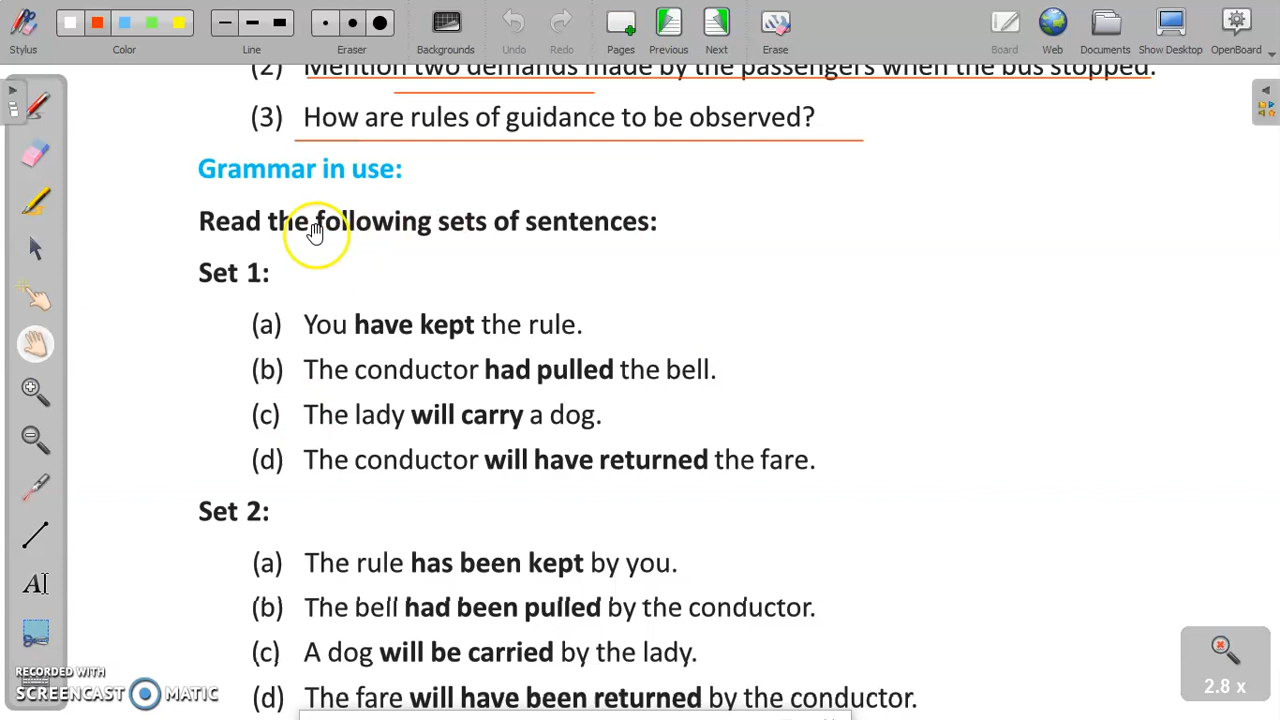 Stylus Color Line Eraser Backgrounds Undo Redo Pages Previous Next Erase Board Web Documents Show Desktop OpenBoard
(2) Mention two demands made by the passengers when the bus stopped.
(3) How are rules of guidance to be observed?
Grammar in use:
Read the following sets of sentences:
Set 1:
(a) You have kept the rule.
(b) The conductor had pulled the bell.
(c) The lady will carry a dog.
(d) The conductor will have returned the fare.
Set 2:
(a) The rule has been kept by you.
(b) The bell had been pulled by the conductor.
(c) A dog will be carried by the lady.
(d) The fare will have been returned by the conductor.
2.8 x
RECORDED WITH
SCREENCAST MATIC